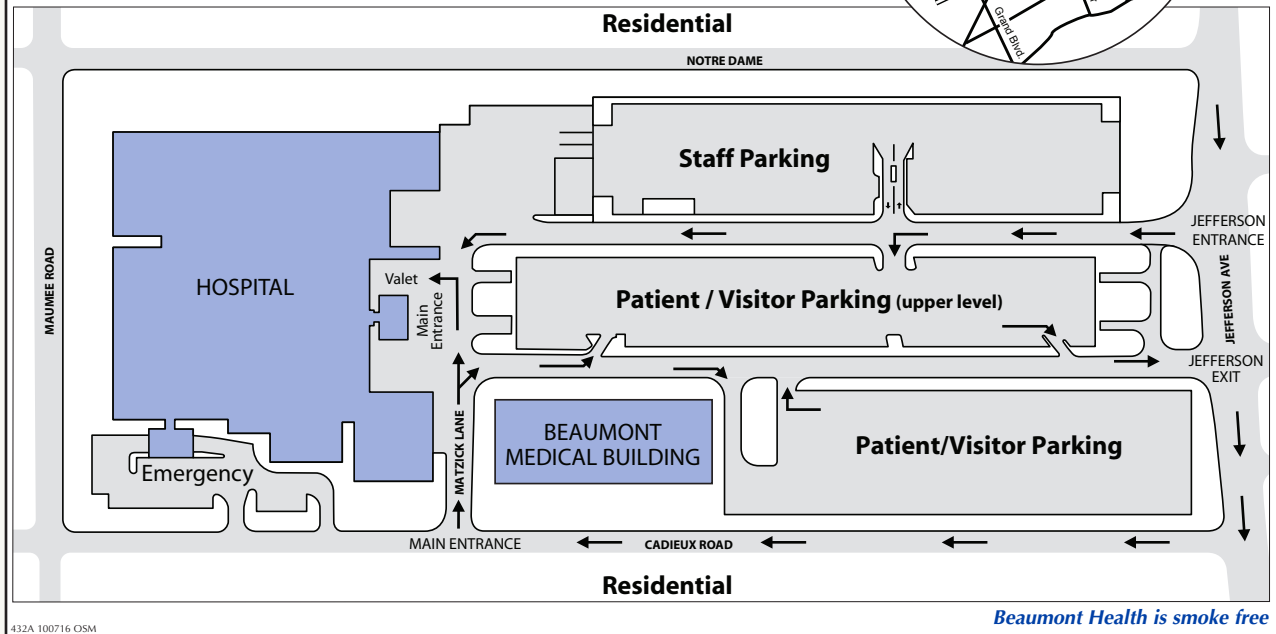 Grand Blvd.
Residential
NOTRE DAME
Staff Parking
JEFFERSON
ENTRANCE
MAUMEE ROAD
HOSPITAL
Valet
Main
Entrance
Patient / Visitor Parking (upper level)
JEFFERSON AVE
JEFFERSON
EXIT
BEAUMONT
MEDICAL BUILDING
Patient/Visitor Parking
MATZICK LANE
Emergency
MAIN ENTRANCE
CADIEUX ROAD
Residential
Beaumont Health is smoke free
432A 100716 OSM